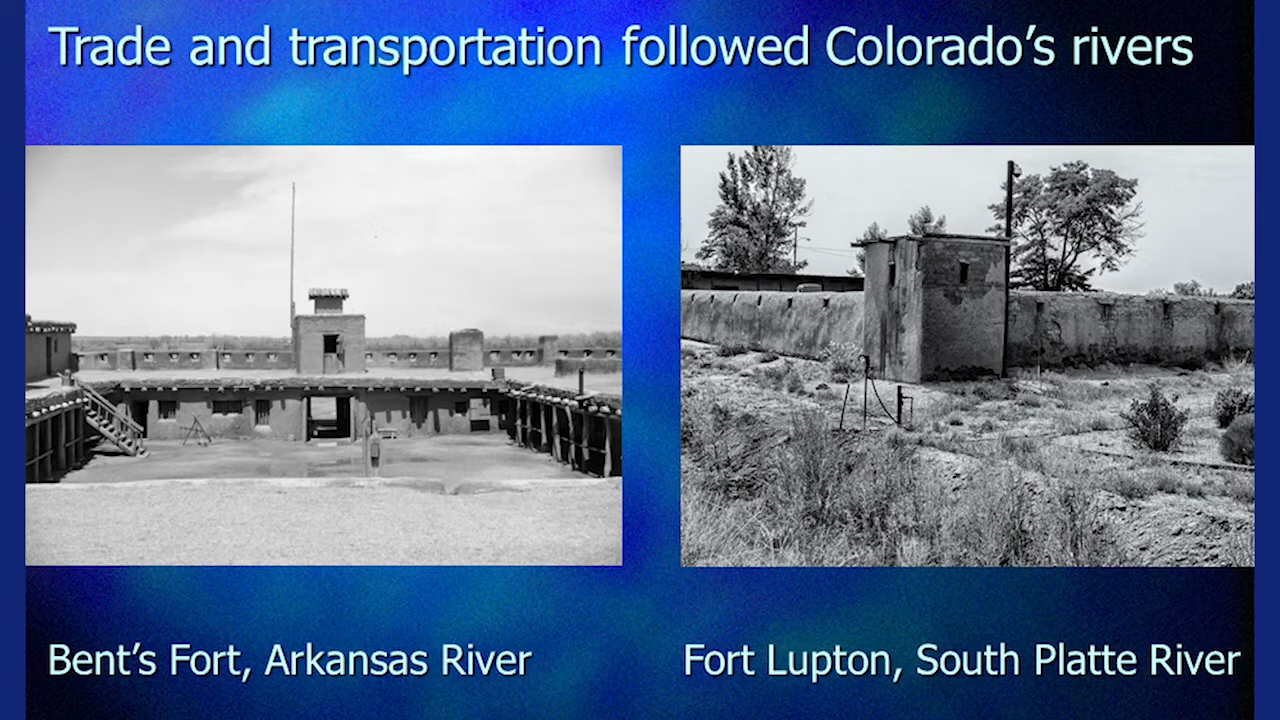 Trade and transportation followed Colorado’s rivers
Bent’s Fort, Arkansas River
Fort Lupton, South Platte River